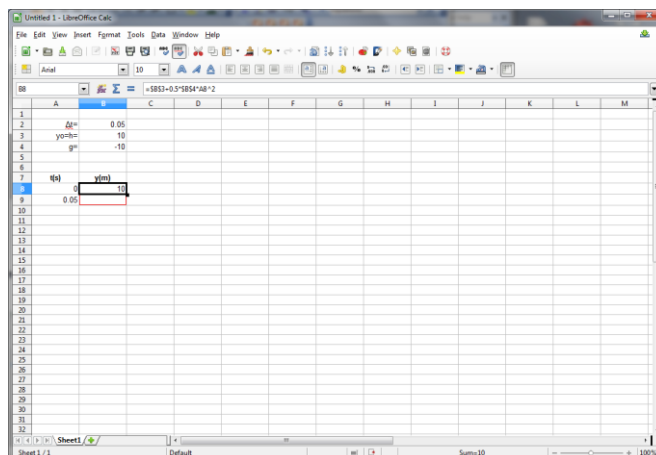 Untitled 1 - LibreOffice Calc
File Edit View Insert Format Tools Data Window Help
Arial 10
B8 =$B$3+0.5*$B$4*A8^2
A B C D E F G H I J K L M
1
2 Δt= 0.05
3 yo=h= 10
4 g= -10
5
6
7 t(s) y(m)
8 0 10
9 0.05
10
11
12
13
14
15
16
17
18
19
20
21
22
23
24
25
26
27
28
29
30
31
32
Sheet1
Sheet 1 / 1 Default Sum=10 100%